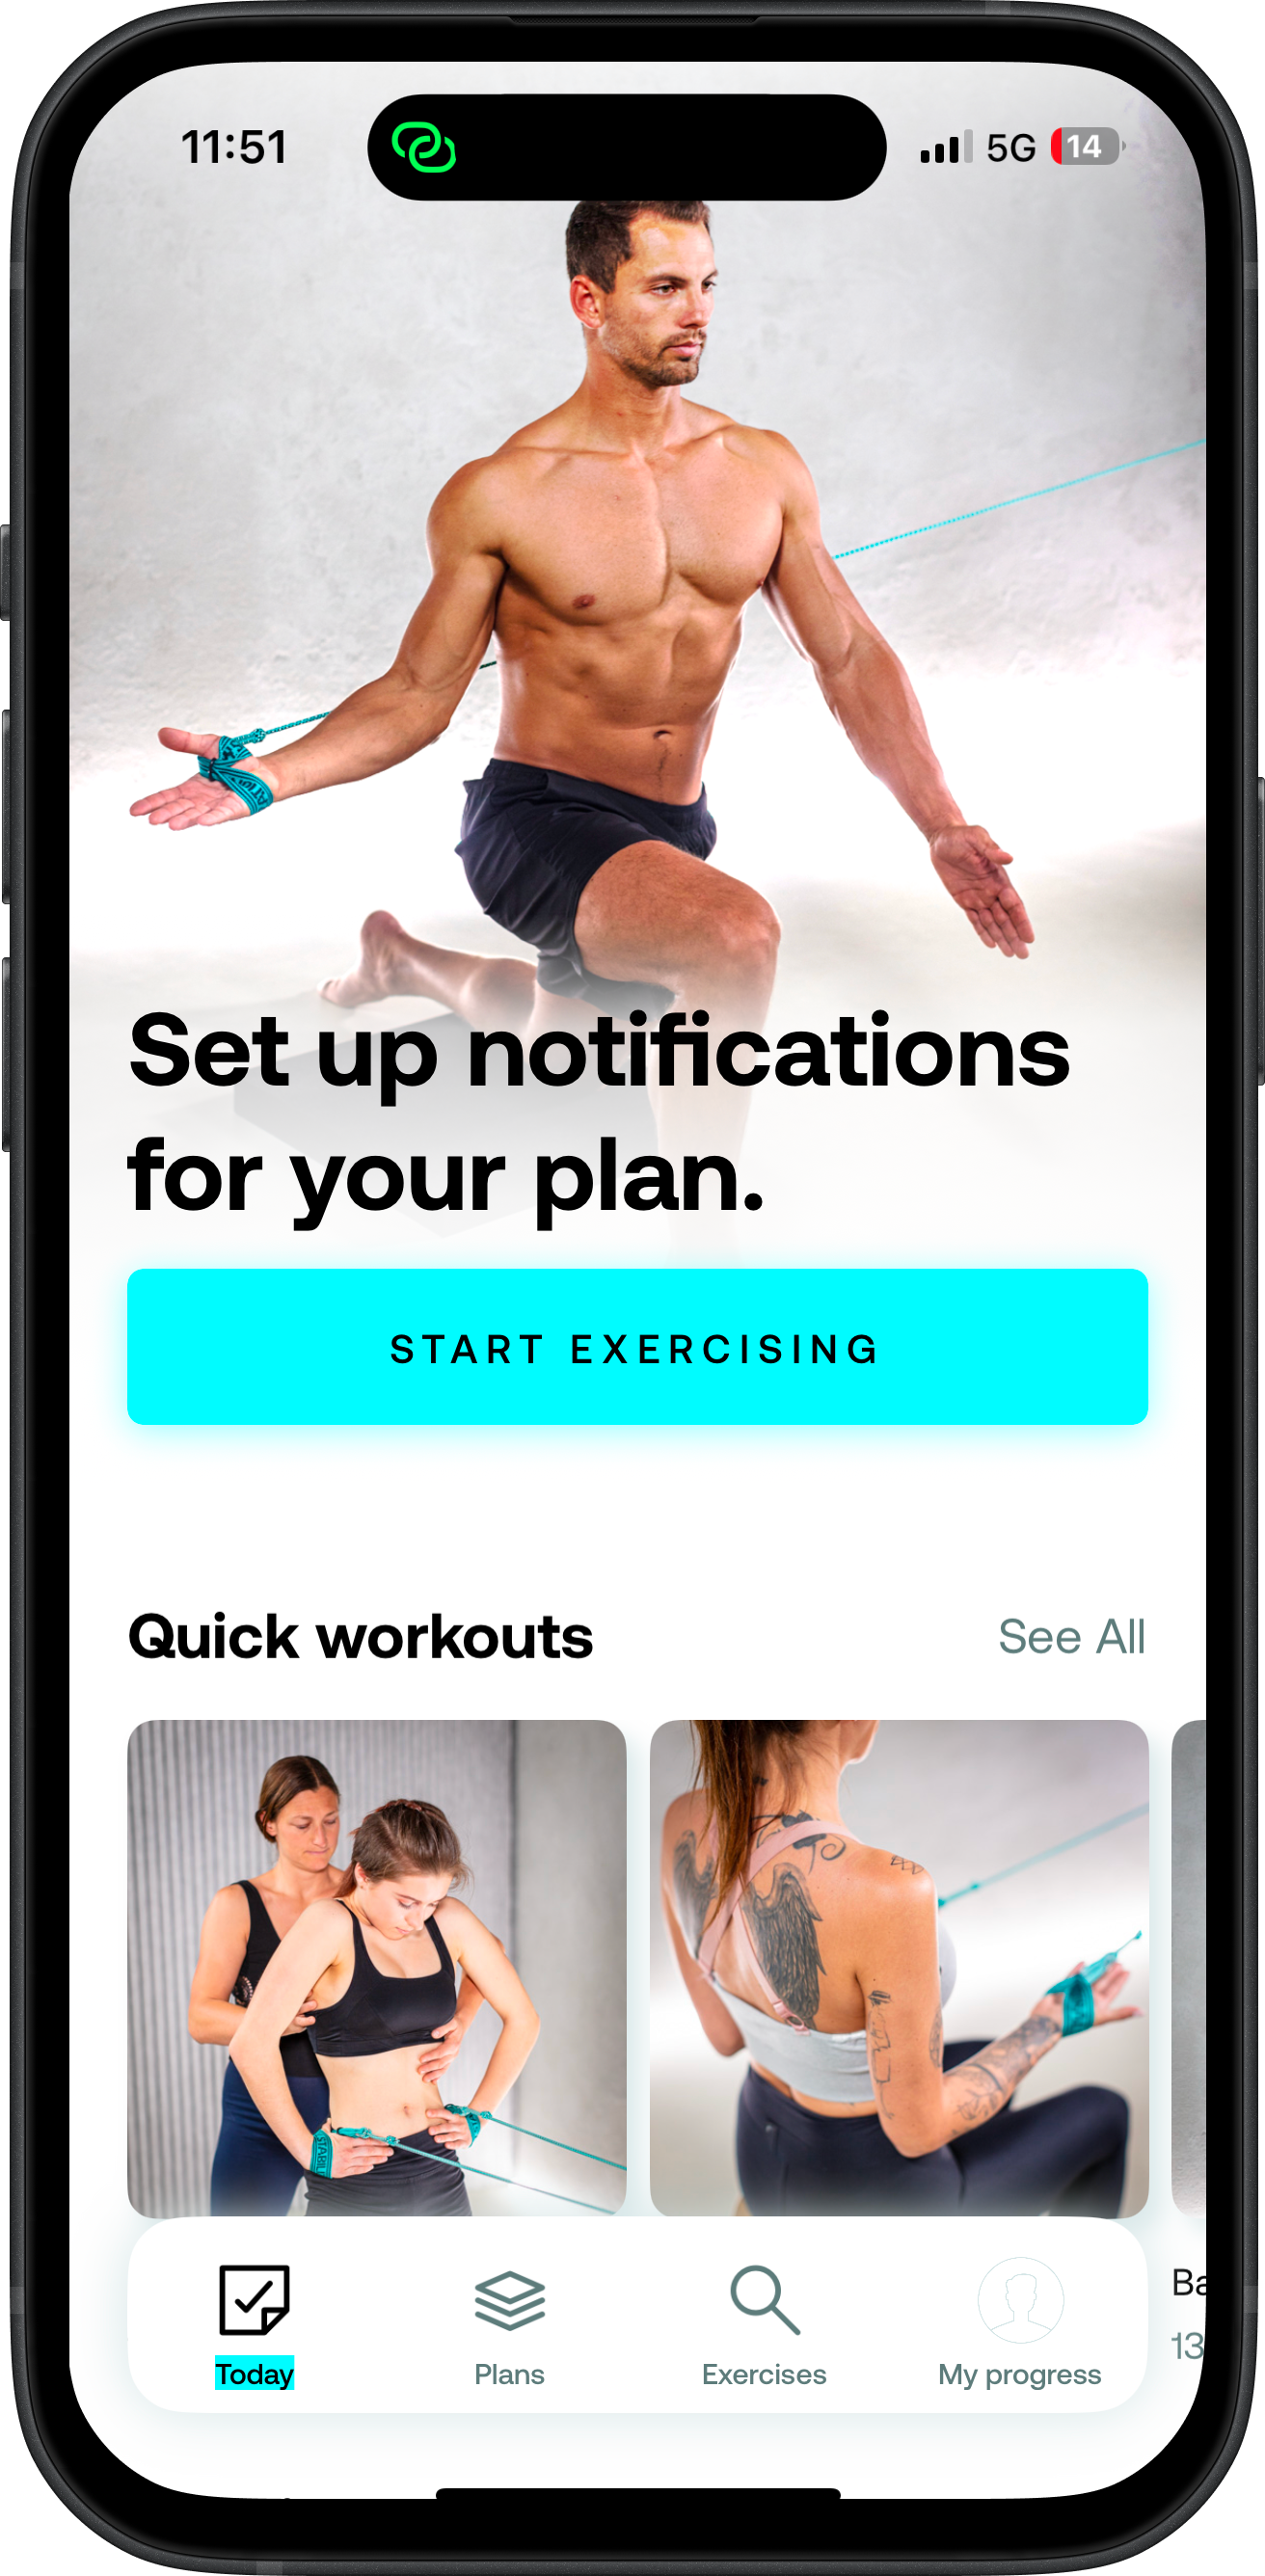 11:51
5G
14
Set up notifications
for your plan.
START EXERCISING
Quick workouts
See All
Today
Plans
Exercises
My progress
Ba
13